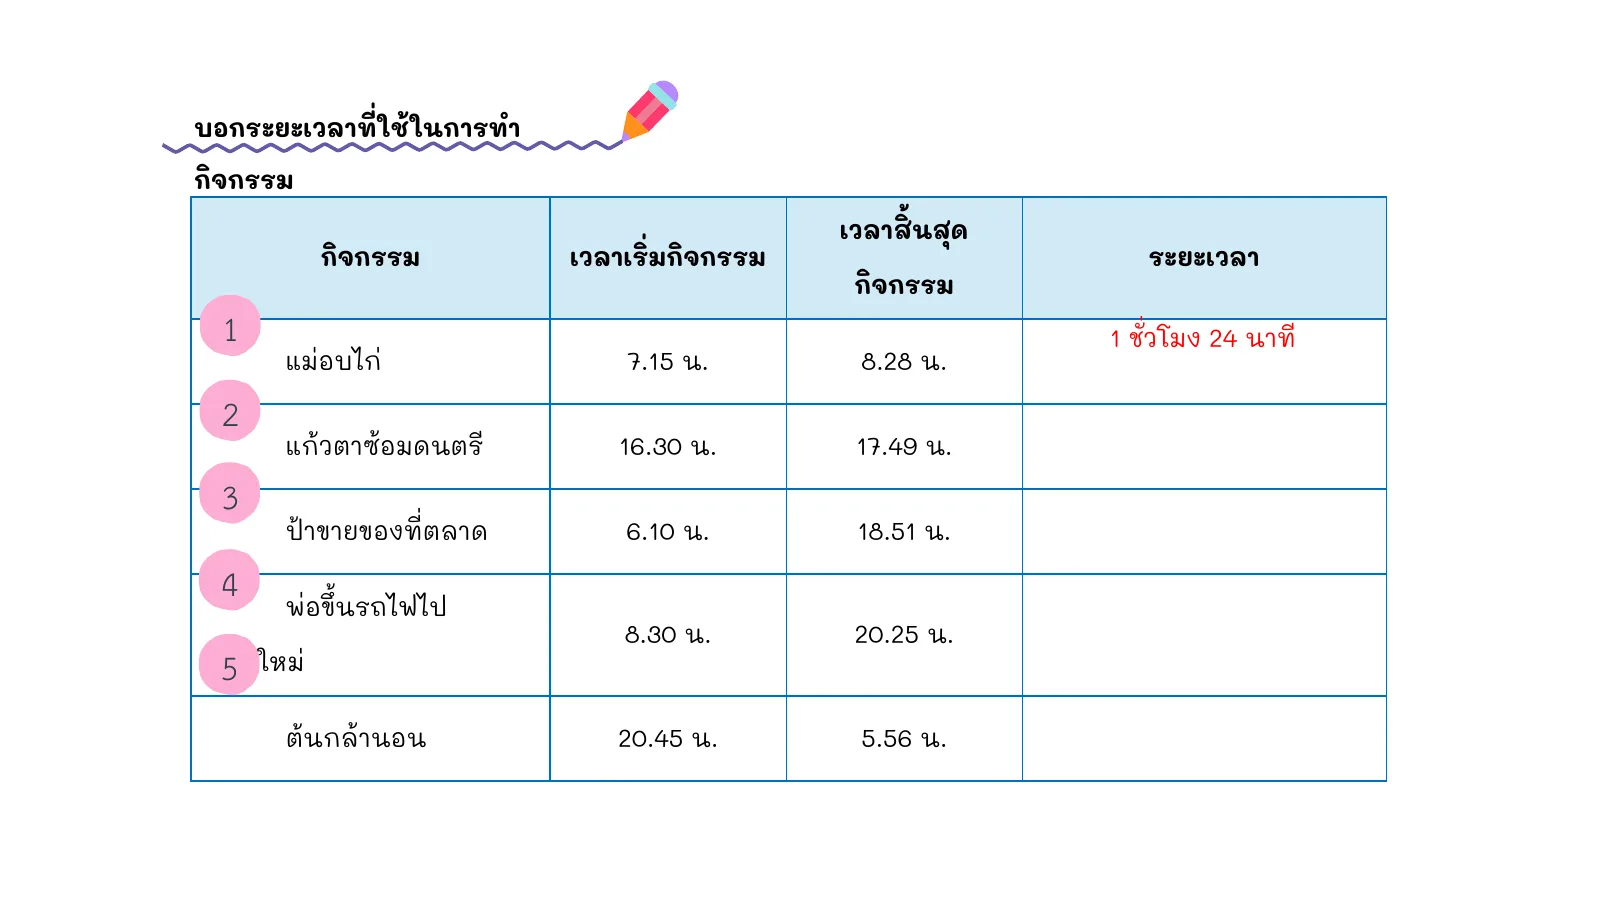 บอกระยะเวลาที่ใช้ในการทำ
กิจกรรม
กิจกรรม
เวลาเริ่มกิจกรรม
เวลาสิ้นสุด
กิจกรรม
ระยะเวลา
1
แม่อบไก่
7.15 น.
8.28 น.
1 ชั่วโมง 24 นาที
2
แก้วตาซ้อมดนตรี
16.30 น.
17.49 น.
3
ป้าขายของที่ตลาด
6.10 น.
18.51 น.
4
พ่อขึ้นรถไฟไป
8.30 น.
20.25 น.
5
ใหม่
ต้นกล้านอน
20.45 น.
5.56 น.